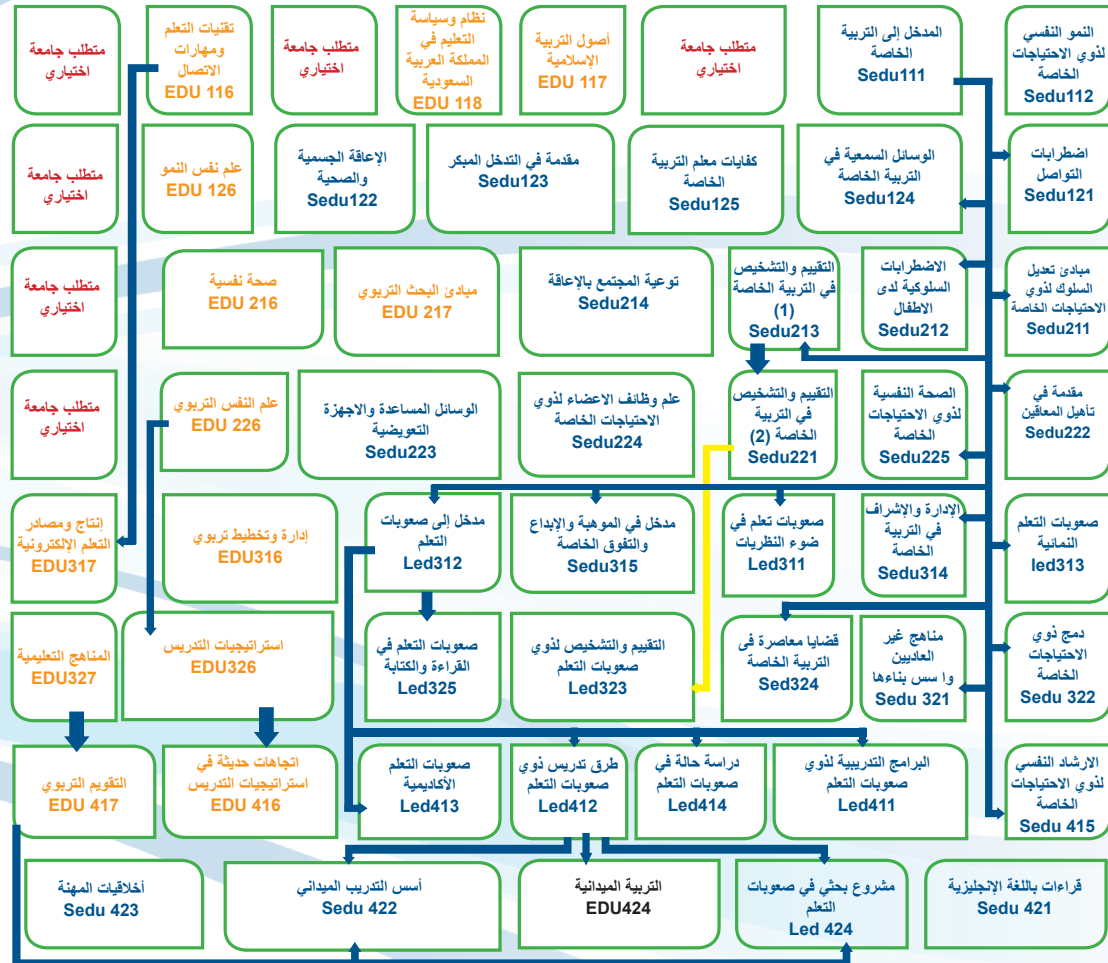 النمو النفسي
لذوي الاحتياجات
الخاصة
Sedu112
المدخل إلى التربية
الخاصة
Sedu111
متطلب جامعة
اختياري
أصول التربية
الإسلامية
EDU 117
نظام وسياسة
التعليم في
المملكة العربية
السعودية
EDU 118
متطلب جامعة
اختياري
تقنيات التعلم
ومهارات
الاتصال
EDU 116
متطلب جامعة
اختياري
اضطرابات
التواصل
Sedu121
الوسائل السمعية في
التربية الخاصة
Sedu124
كفايات معلم التربية
الخاصة
Sedu125
مقدمة في التدخل المبكر
Sedu123
الإعاقة الجسمية
والصحية
Sedu122
علم نفس النمو
EDU 126
متطلب جامعة
اختياري
مبادئ تعديل
السلوك لذوي
الاحتياجات الخاصة
Sedu211
الاضطرابات
السلوكية لدى
الاطفال
Sedu212
التقييم والتشخيص
في التربية الخاصة
(1)
Sedu213
توعية المجتمع بالإعاقة
Sedu214
مبادئ البحث التربوي
EDU 217
صحة نفسية
EDU 216
متطلب جامعة
اختياري
مقدمة في
تأهيل المعاقين
Sedu222
الصحة النفسية
لذوي الاحتياجات
الخاصة
Sedu225
التقييم والتشخيص
في التربية
الخاصة (2)
Sedu221
علم وظائف الاعضاء لذوي
الاحتياجات الخاصة
Sedu224
الوسائل المساعدة والاجهزة
التعويضية
Sedu223
علم النفس التربوي
EDU 226
متطلب جامعة
اختياري
صعوبات التعلم
النمائية
led313
الإدارة والإشراف
في التربية
الخاصة
Sedu314
صعوبات تعلم في
ضوء النظريات
Led311
مدخل في الموهبة والإبداع
والتفوق الخاصة
Sedu315
مدخل إلى صعوبات
التعلم
Led312
إدارة وتخطيط تربوي
EDU316
إنتاج ومصادر
التعلم الإلكترونية
EDU317
دمج ذوي
الاحتياجات
الخاصة
Sedu 322
مناهج غير
العاديين
وا سس بناءها
Sedu 321
قضايا معاصرة فى
التربية الخاصة
Sed324
التقييم والتشخيص لذوي
صعوبات التعلم
Led323
صعوبات التعلم في
القراءة والكتابة
Led325
استراتيجيات التدريس
EDU326
المناهج التعليمية
EDU327
الارشاد النفسي
لذوي الاحتياجات
الخاصة
Sedu 415
البرامج التدريبية لذوي
صعوبات التعلم
Led411
دراسة حالة في
صعوبات التعلم
Led414
طرق تدريس ذوي
صعوبات التعلم
Led412
صعوبات التعلم
الأكاديمية
Led413
اتجاهات حديثة في
استراتيجيات التدريس
EDU 416
التقويم التربوي
EDU 417
قراءات باللغة الإنجليزية
Sedu 421
مشروع بحثي في صعوبات
التعلم
Led 424
التربية الميدانية
EDU424
أسس التدريب الميداني
Sedu 422
أخلاقيات المهنة
Sedu 423